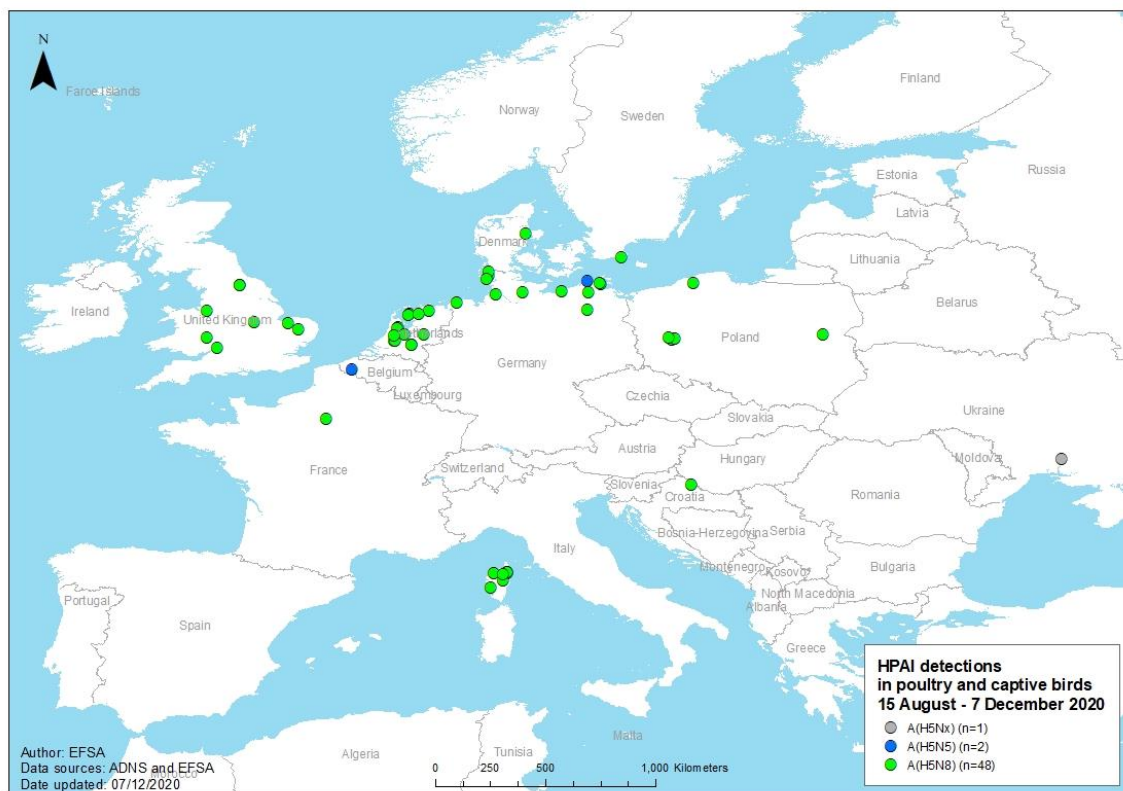 N
Faroe Islands
Finland
Norway
Sweden
Russia
Estonia
Latvia
Denmark
Lithuania
Ireland
United Kingdom
Belarus
Netherlands
Poland
Germany
Belgium
Luxembourg
Czechia
Ukraine
Slovakia
Austria
Moldova
France
Switzerland
Hungary
Slovenia
Romania
Croatia
Bosnia-Herzegovina
Serbia
Italy
Montenegro
Kosovo
Bulgaria
North Macedonia
Albania
Portugal
Spain
Greece
HPAI detections
in poultry and captive birds
15 August - 7 December 2020
A(H5Nx) (n=1)
A(H5N5) (n=2)
A(H5N8) (n=48)
Malta
Algeria
Tunisia
Morocco
Author: EFSA
Data sources: ADNS and EFSA
Date updated: 07/12/2020
0 250 500 1,000 Kilometers